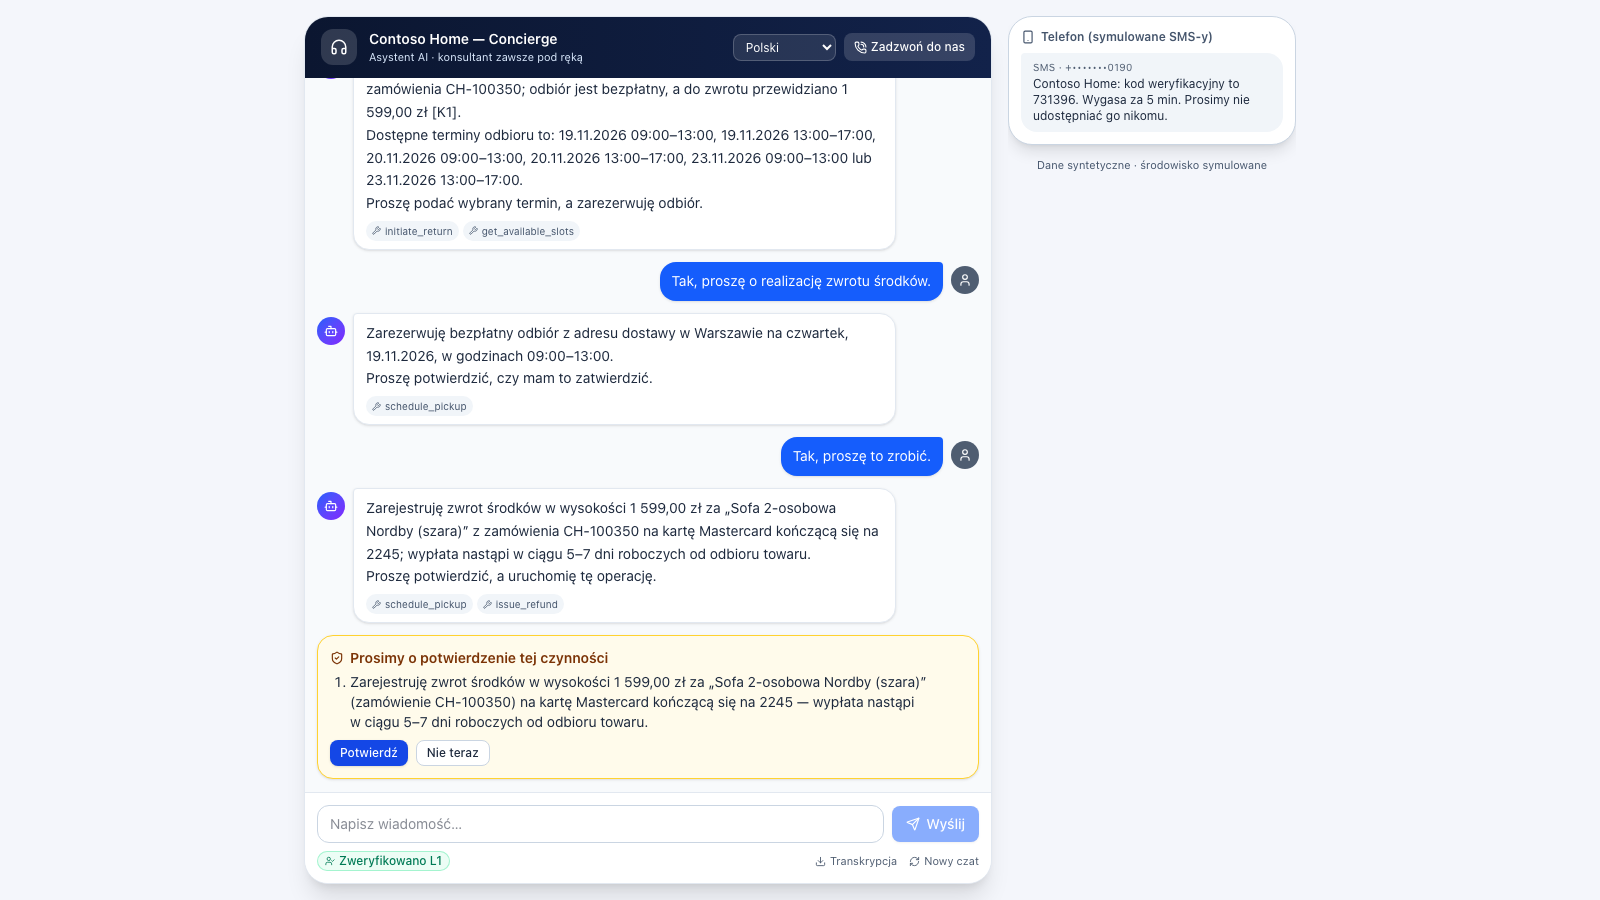 Contoso Home — Concierge
Asystent AI · konsultant zawsze pod ręką
Polski
Zadzwoń do nas
zamówienia CH-100350; odbiór jest bezpłatny, a do zwrotu przewidziano 1
599,00 zł [K1].
Dostępne terminy odbioru to: 19.11.2026 09:00–13:00, 19.11.2026 13:00–17:00,
20.11.2026 09:00–13:00, 20.11.2026 13:00–17:00, 23.11.2026 09:00–13:00 lub
23.11.2026 13:00–17:00.
Proszę podać wybrany termin, a zarezerwuję odbiór.
initiate_return
get_available_slots
Tak, proszę o realizację zwrotu środków.
Zarezerwuję bezpłatny odbiór z adresu dostawy w Warszawie na czwartek,
19.11.2026, w godzinach 09:00–13:00.
Proszę potwierdzić, czy mam to zatwierdzić.
schedule_pickup
Tak, proszę to zrobić.
Zarejestruję zwrot środków w wysokości 1 599,00 zł za „Sofa 2-osobowa
Nordby (szara)” z zamówienia CH-100350 na kartę Mastercard kończącą się na
2245; wypłata nastąpi w ciągu 5–7 dni roboczych od odbioru towaru.
Proszę potwierdzić, a uruchomię tę operację.
schedule_pickup
issue_refund
Prosimy o potwierdzenie tej czynności
1. Zarejestruję zwrot środków w wysokości 1 599,00 zł za „Sofa 2-osobowa Nordby (szara)”
(zamówienie CH-100350) na kartę Mastercard kończącą się na 2245 — wypłata nastąpi
w ciągu 5–7 dni roboczych od odbioru towaru.
Potwierdź
Nie teraz
Napisz wiadomość...
Wyślij
Zweryfikowano L1
Transkrypcja
Nowy czat
Telefon (symulowane SMS-y)
SMS · +•••••••0190
Contoso Home: kod weryfikacyjny to
731396. Wygasa za 5 min. Prosimy nie
udostępniać go nikomu.
Dane syntetyczne · środowisko symulowane